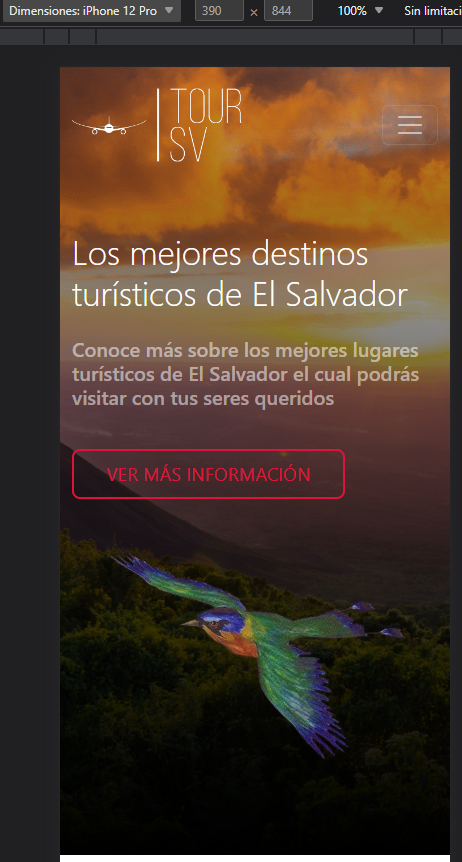 Dimensiones: iPhone 12 Pro 390 × 844 100% Sin limitaci
TOUR
SV
Los mejores destinos
turísticos de El Salvador
Conoce más sobre los mejores lugares
turísticos de El Salvador el cual podrás
visitar con tus seres queridos
VER MÁS INFORMACIÓN